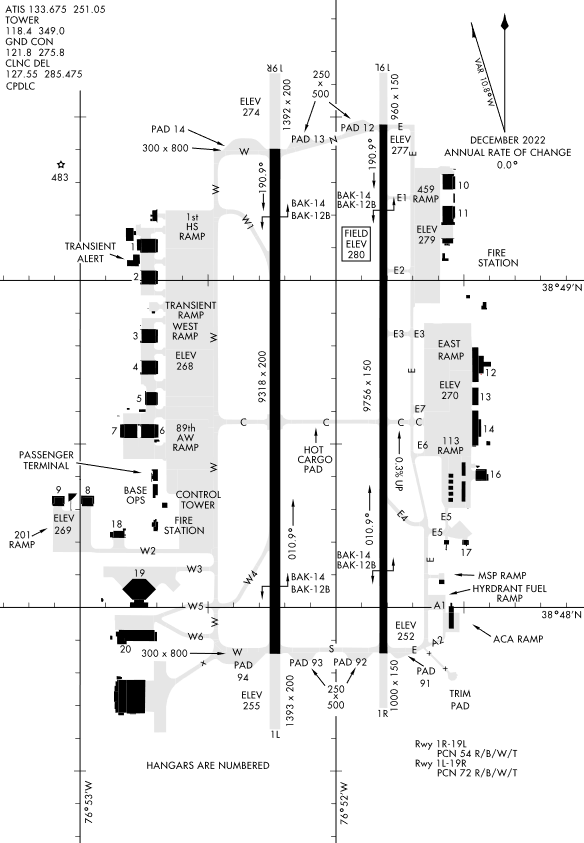 ATIS 133.675 251.05
TOWER
118.4 349.0
GND CON
121.8 275.8
CLNC DEL
127.55 285.475
CPDLC
19R
19L
1392 x 200
250
x
500
960 x 150
VAR 10.8°W
ELEV
274
PAD 14
300 x 800
W
PAD 13
N
PAD 12
E
ELEV
277
E
DECEMBER 2022
ANNUAL RATE OF CHANGE
0.0°
483
190.9°
190.9°
W
W1
BAK-14
BAK-12B
BAK-14
BAK-12B
E1
459
RAMP
10
11
ELEV
279
1st
HS
RAMP
FIELD
ELEV
280
FIRE
STATION
TRANSIENT
ALERT
1
2
E2
38°49'N
TRANSIENT
RAMP
WEST
RAMP
3
W
E3
E3
EAST
RAMP
ELEV
268
4
9318 x 200
9756 x 150
E
12
ELEV
270
13
5
E7
C
C
C
C
7
6
89th
AW
RAMP
14
E6
113
RAMP
HOT
CARGO
PAD
0.3% UP
PASSENGER
TERMINAL
W
16
BASE
OPS
CONTROL
TOWER
9
8
ELEV
269
201
RAMP
18
FIRE
STATION
010.9°
010.9°
E4
E5
E5
17
W2
E
19
W3
W4
BAK-14
BAK-12B
BAK-14
BAK-12B
MSP RAMP
HYRDRANT FUEL
RAMP
W5
A1
38°48'N
W
W6
20
ELEV
252
A2
ACA RAMP
300 x 800
W
S
E
x
PAD
94
PAD 93
PAD 92
PAD
91
ELEV
255
1393 x 200
250
x
500
1000 x 150
TRIM
PAD
1L
1R
Rwy 1R-19L
PCN 54 R/B/W/T
Rwy 1L-19R
PCN 72 R/B/W/T
HANGARS ARE NUMBERED
76°53'W
76°52'W